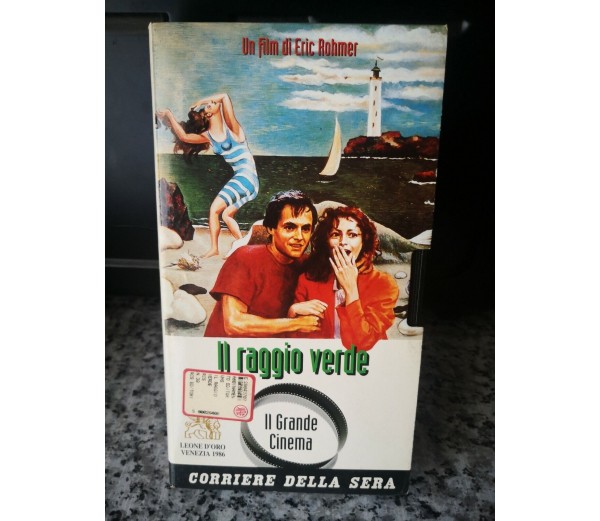 Un film di Eric Rohmer
Il raggio verde
Il Grande
Cinema
LEONE D'ORO
VENEZIA 1986
CORRIERE DELLA SERA